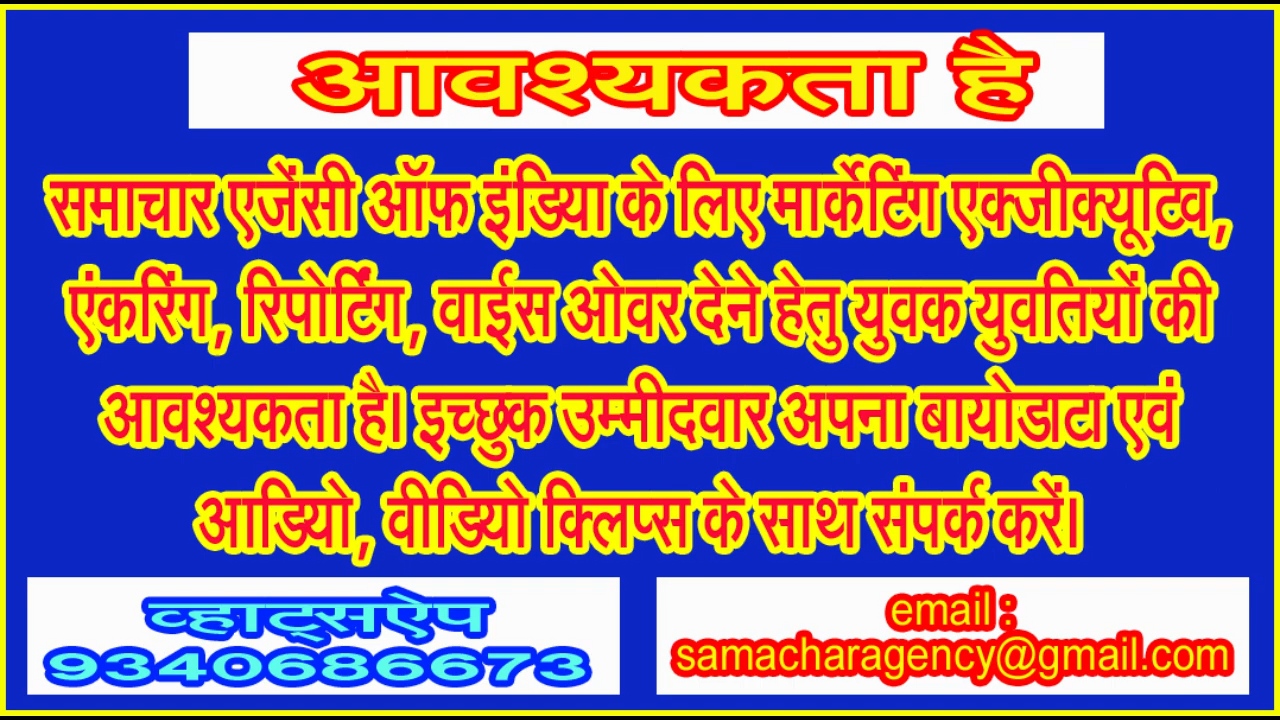 आवश्यकता है
समाचार एजेंसी ऑफ इंडिया के लिए मार्केटिंग एक्जीक्यूटिव,
एंकरिंग, रिपोर्टिंग, वाईस ओवर देने हेतु युवक युवतियों की
आवश्यकता है। इच्छुक उम्मीदवार अपना बायोडाटा एवं
आडियो, वीडियो क्लिप्स के साथ संपर्क करें।
व्हाट्सऐप
9340686673
email :
samacharagency@gmail.com